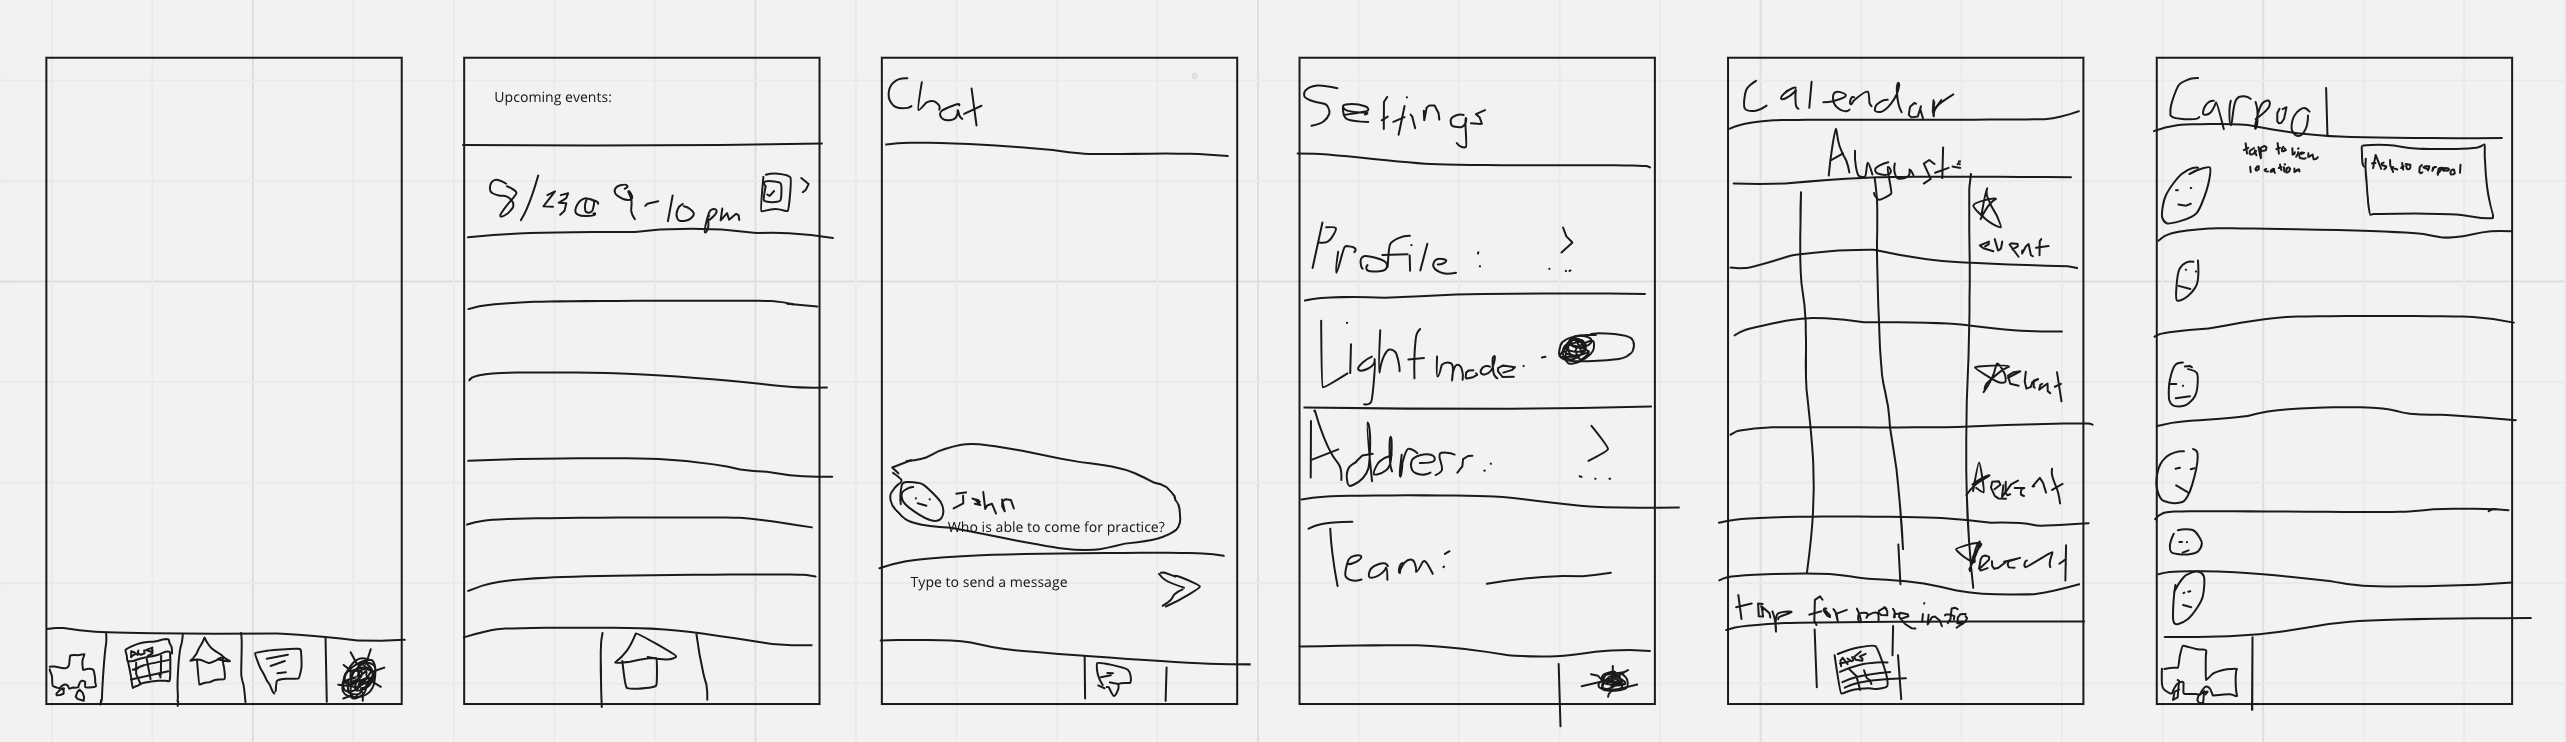 AUG
Upcoming events:
8/23 @ 9-10pm
Chat
John
Who is able to come for practice?
Type to send a message
Settings
Profile:
Light mode:
Address:
Team:
Calendar
August:
event
event
event
event
tap for more info
AUG
Carpool
tap to view
location
Ask to carpool